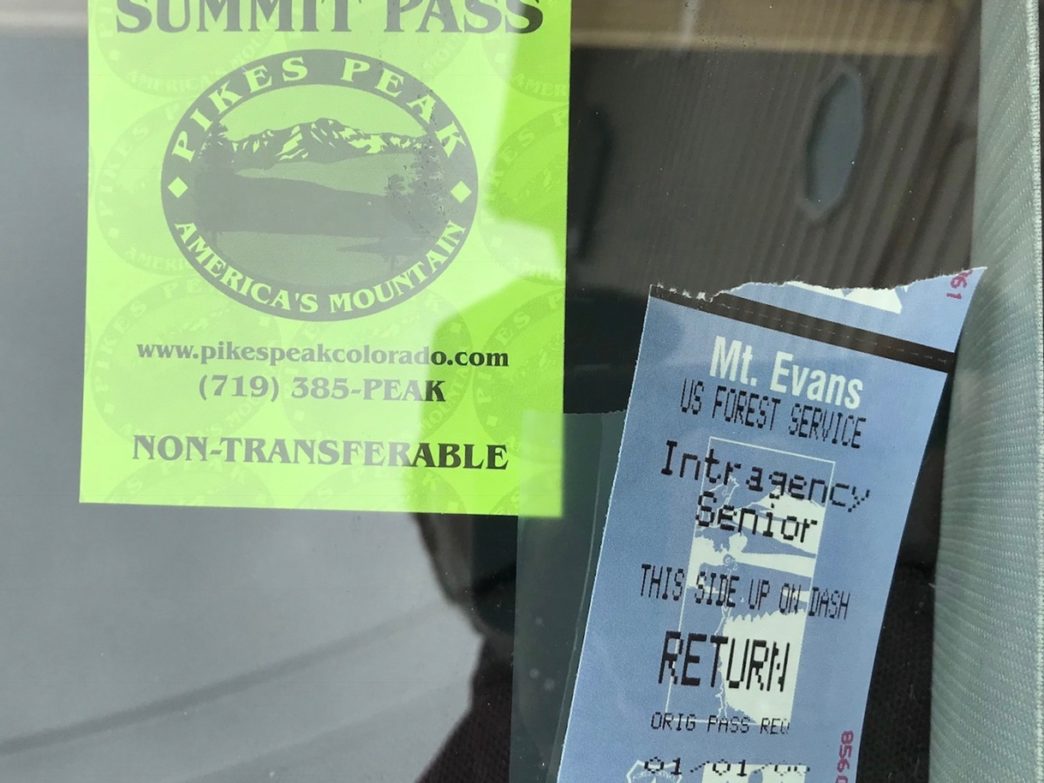 SUMMIT PASS
PIKES PEAK
AMERICA'S MOUNTAIN
www.pikespeakcolorado.com
(719) 385-PEAK
NON-TRANSFERABLE
Mt. Evans
US FOREST SERVICE
Intragency
Senior
THIS SIDE UP ON DASH
RETURN
ORIG PASS REQ